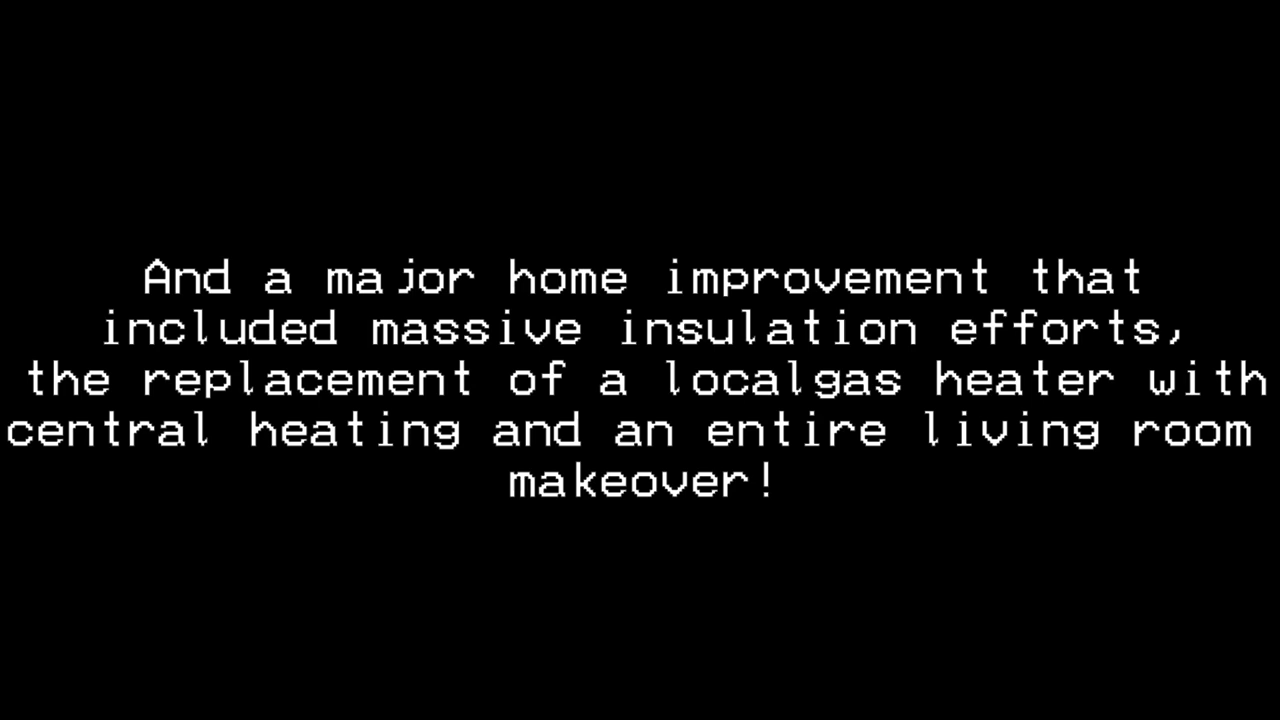 And a major home improvement that
included massive insulation efforts,
the replacement of a localgas heater with
central heating and an entire living room
makeover!